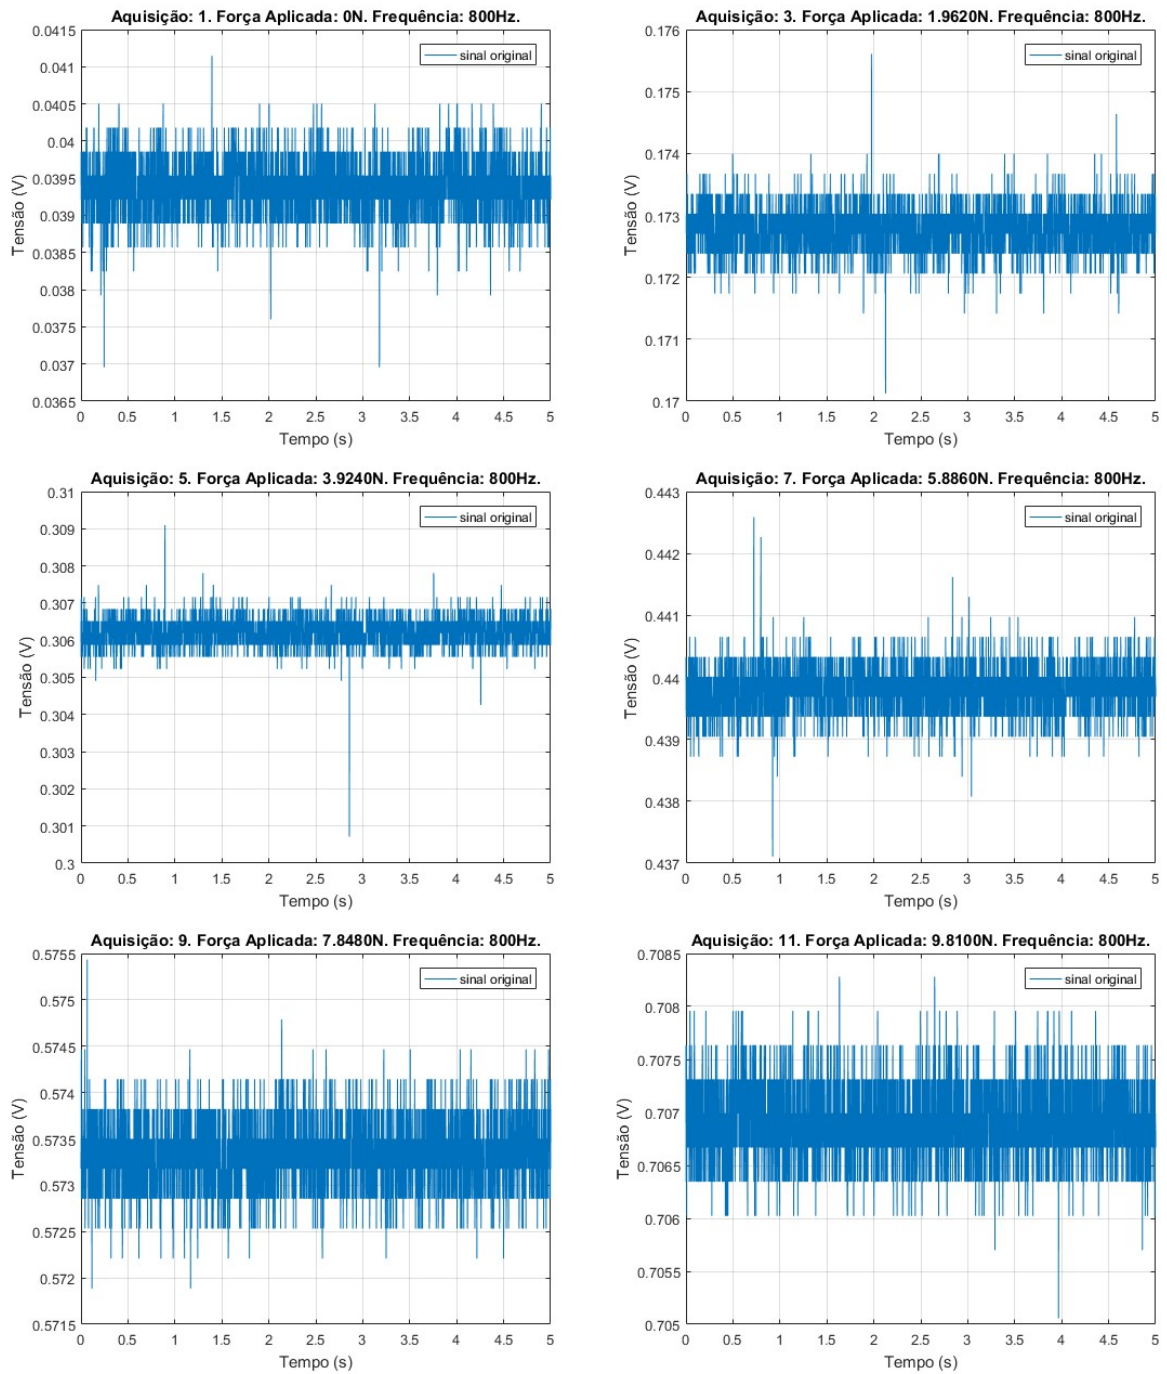 Aquisição: 1. Força Aplicada: 0N. Frequência: 800Hz.
sinal original
0.0415
0.041
0.0405
0.04
0.0395
0.039
0.0385
0.038
0.0375
0.037
0.0365
Tensão (V)
0 0.5 1 1.5 2 2.5 3 3.5 4 4.5 5
Tempo (s)
Aquisição: 3. Força Aplicada: 1.9620N. Frequência: 800Hz.
sinal original
0.176
0.175
0.174
0.173
0.172
0.171
0.17
Tensão (V)
0 0.5 1 1.5 2 2.5 3 3.5 4 4.5 5
Tempo (s)
Aquisição: 5. Força Aplicada: 3.9240N. Frequência: 800Hz.
sinal original
0.31
0.309
0.308
0.307
0.306
0.305
0.304
0.303
0.302
0.301
0.3
Tensão (V)
0 0.5 1 1.5 2 2.5 3 3.5 4 4.5 5
Tempo (s)
Aquisição: 7. Força Aplicada: 5.8860N. Frequência: 800Hz.
sinal original
0.443
0.442
0.441
0.44
0.439
0.438
0.437
Tensão (V)
0 0.5 1 1.5 2 2.5 3 3.5 4 4.5 5
Tempo (s)
Aquisição: 9. Força Aplicada: 7.8480N. Frequência: 800Hz.
sinal original
0.5755
0.575
0.5745
0.574
0.5735
0.573
0.5725
0.572
0.5715
Tensão (V)
0 0.5 1 1.5 2 2.5 3 3.5 4 4.5 5
Tempo (s)
Aquisição: 11. Força Aplicada: 9.8100N. Frequência: 800Hz.
sinal original
0.7085
0.708
0.7075
0.707
0.7065
0.706
0.7055
0.705
Tensão (V)
0 0.5 1 1.5 2 2.5 3 3.5 4 4.5 5
Tempo (s)